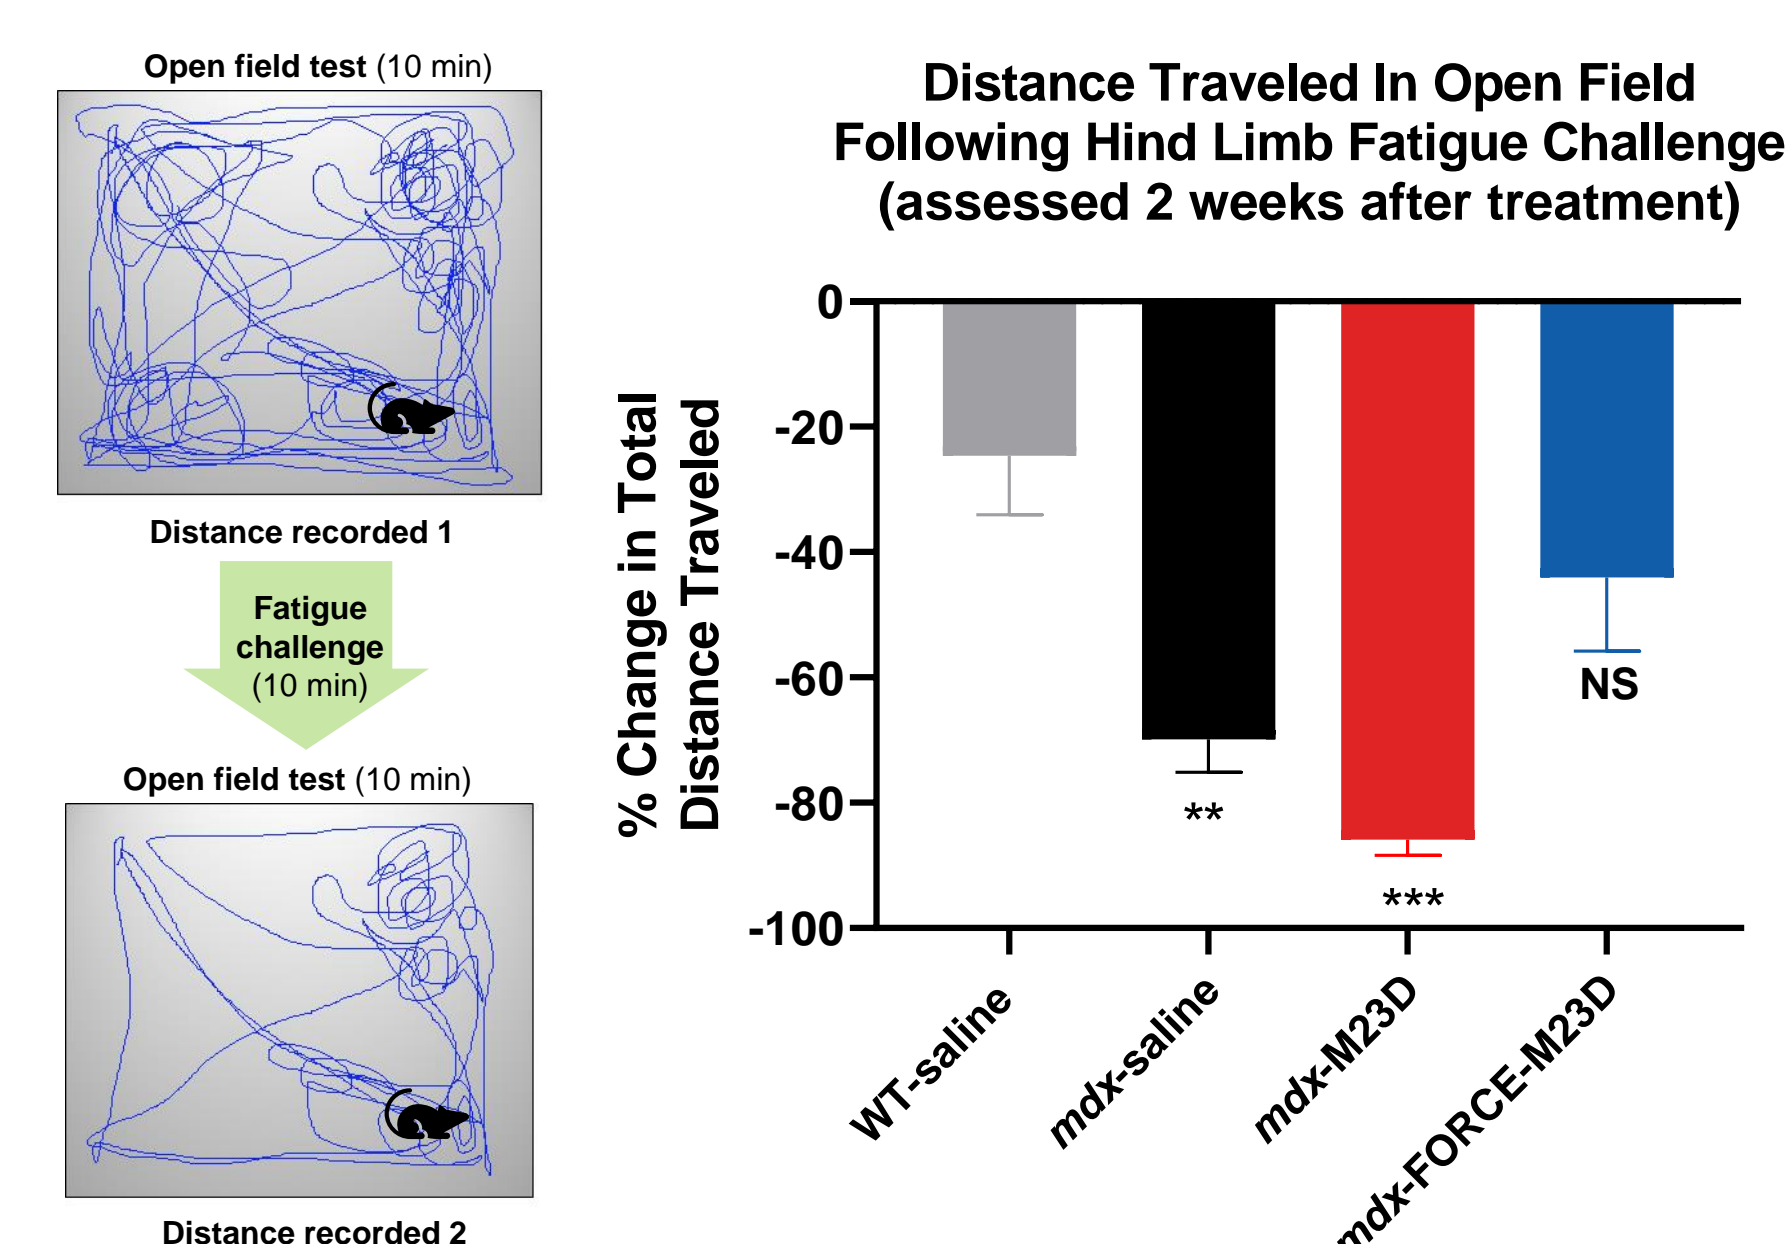 Open field test (10 min)
Distance recorded 1
Fatigue
challenge
(10 min)
Open field test (10 min)
Distance recorded 2
Distance Traveled In Open Field
Following Hind Limb Fatigue Challenge
(assessed 2 weeks after treatment)
% Change in Total
Distance Traveled
0
-20
-40
-60
-80
-100
**
***
NS
WT-saline
mdx-saline
mdx-M23D
mdx-FORCE-M23D